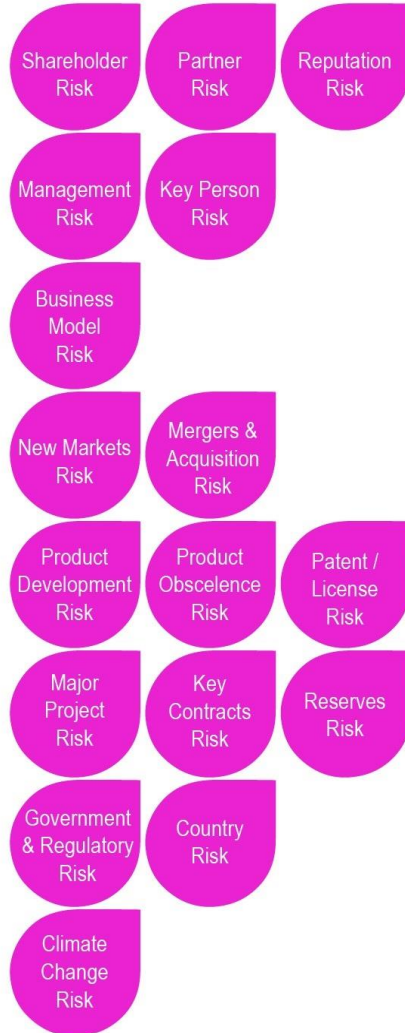 Shareholder
Risk
Partner
Risk
Reputation
Risk
Management
Risk
Key Person
Risk
Business
Model
Risk
New Markets
Risk
Mergers &
Acquisition
Risk
Product
Development
Risk
Product
Obscelence
Risk
Patent /
License
Risk
Major
Project
Risk
Key
Contracts
Risk
Reserves
Risk
Government
& Regulatory
Risk
Country
Risk
Climate
Change
Risk